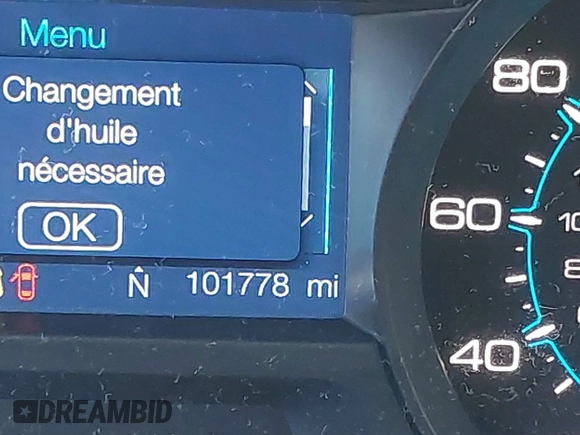 Menu
Changement
d'huile
nécessaire
OK
N 101778 mi
80
60
40
DREAMBID